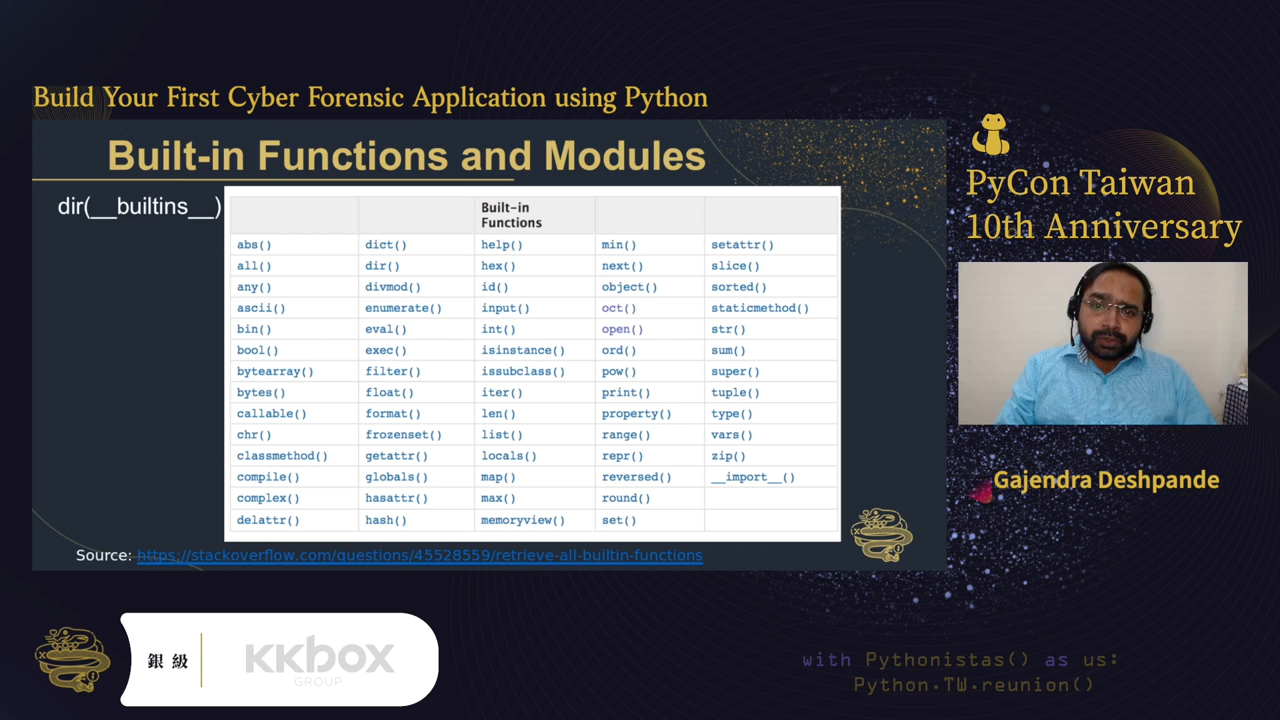 Build Your First Cyber Forensic Application using Python
Built-in Functions and Modules
dir(__builtins__)
Built-in
Functions
abs() dict() help() min() setattr()
all() dir() hex() next() slice()
any() divmod() id() object() sorted()
ascii() enumerate() input() oct() staticmethod()
bin() eval() int() open() str()
bool() exec() isinstance() ord() sum()
bytearray() filter() issubclass() pow() super()
bytes() float() iter() print() tuple()
callable() format() len() property() type()
chr() frozenset() list() range() vars()
classmethod() getattr() locals() repr() zip()
compile() globals() map() reversed() __import__()
complex() hasattr() max() round()
delattr() hash() memoryview() set()
Source: https://stackoverflow.com/questions/45528559/retrieve-all-builtin-functions
PyCon Taiwan
10th Anniversary
Gajendra Deshpande
銀級
KKBOX
GROUP
with Pythonistas() as us:
Python.TW.reunion()